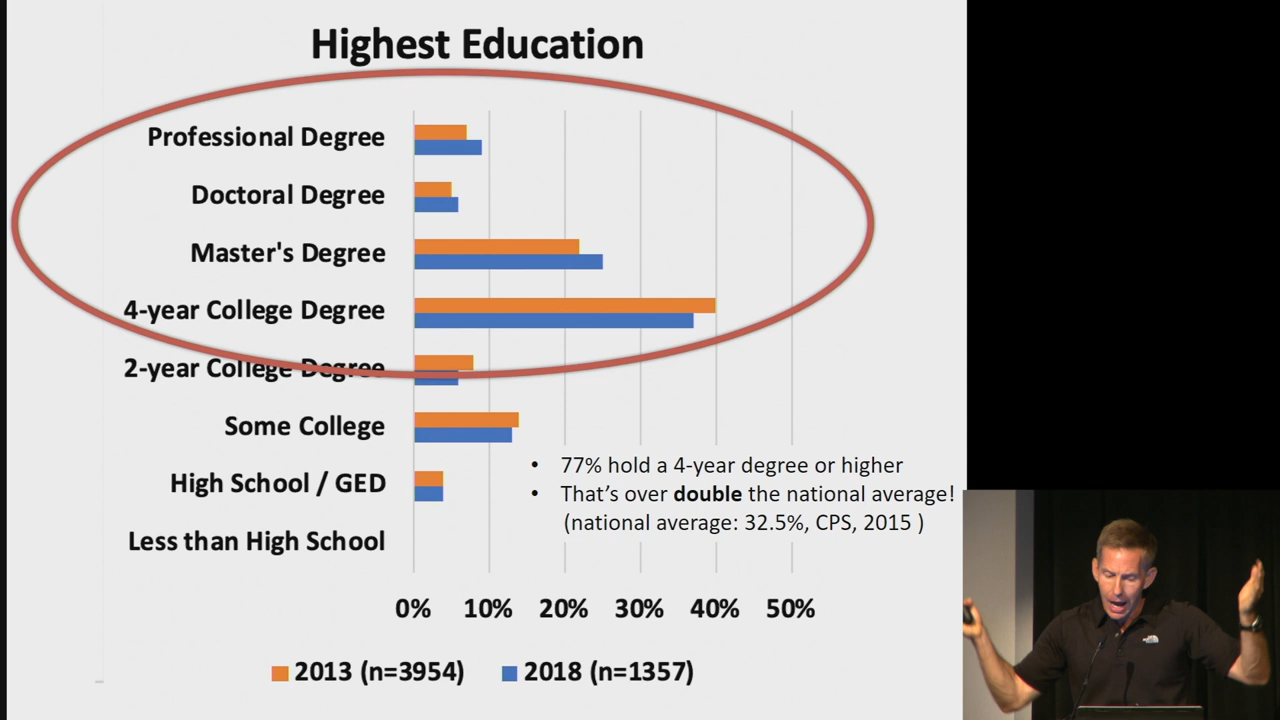 Highest Education
Professional Degree
Doctoral Degree
Master's Degree
4-year College Degree
2-year College Degree
Some College
High School / GED
Less than High School
• 77% hold a 4-year degree or higher
• That's over double the national average!
(national average: 32.5%, CPS, 2015 )
0% 10% 20% 30% 40% 50%
2013 (n=3954) 2018 (n=1357)